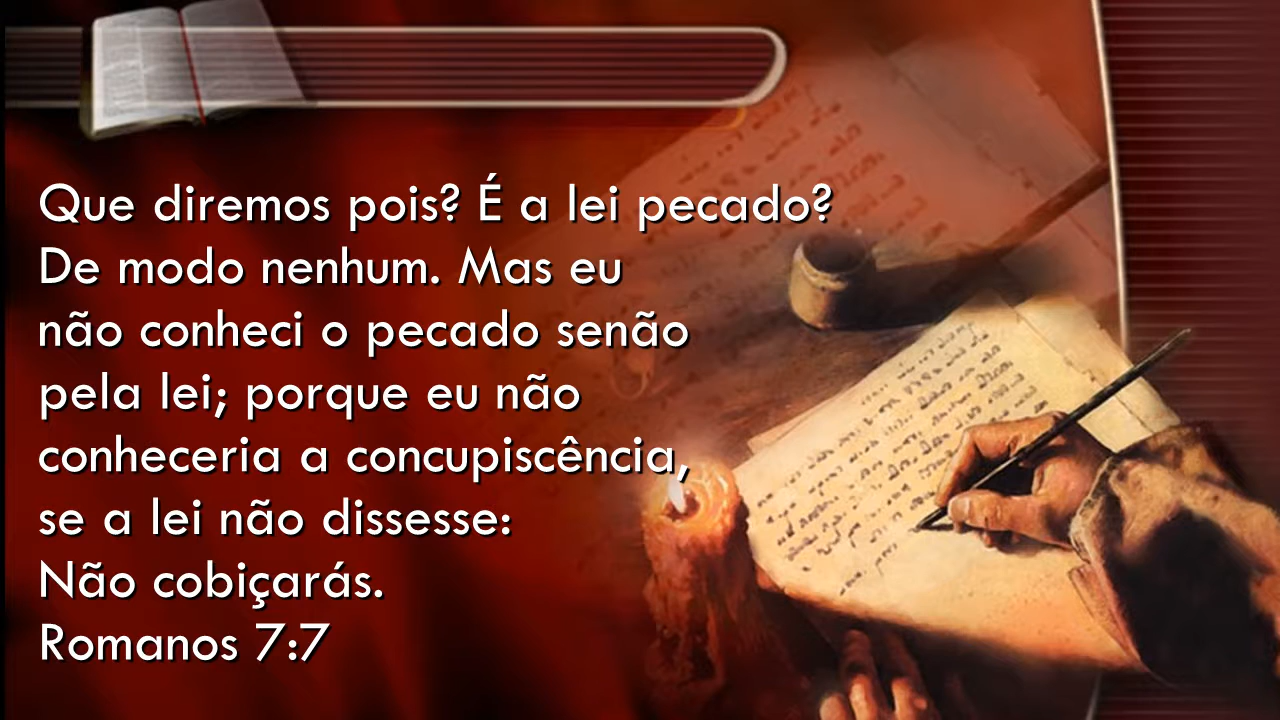 Que diremos pois? É a lei pecado?
De modo nenhum. Mas eu
não conheci o pecado senão
pela lei; porque eu não
conheceria a concupiscência,
se a lei não dissesse:
Não cobiçarás.
Romanos 7:7